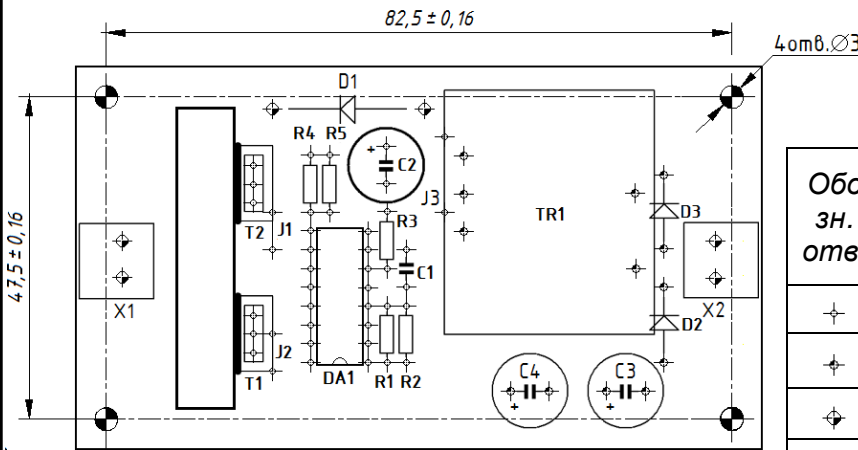 82,5 ± 0,16
4отв.∅3
D1
R4 R5
C2
J3
TR1
D3
R3
T2 J1
C1
47,5 ± 0,16
X1
X2
D2
J2
T1
DA1 R1 R2
C4
C3
+
+
+
зн.
отв